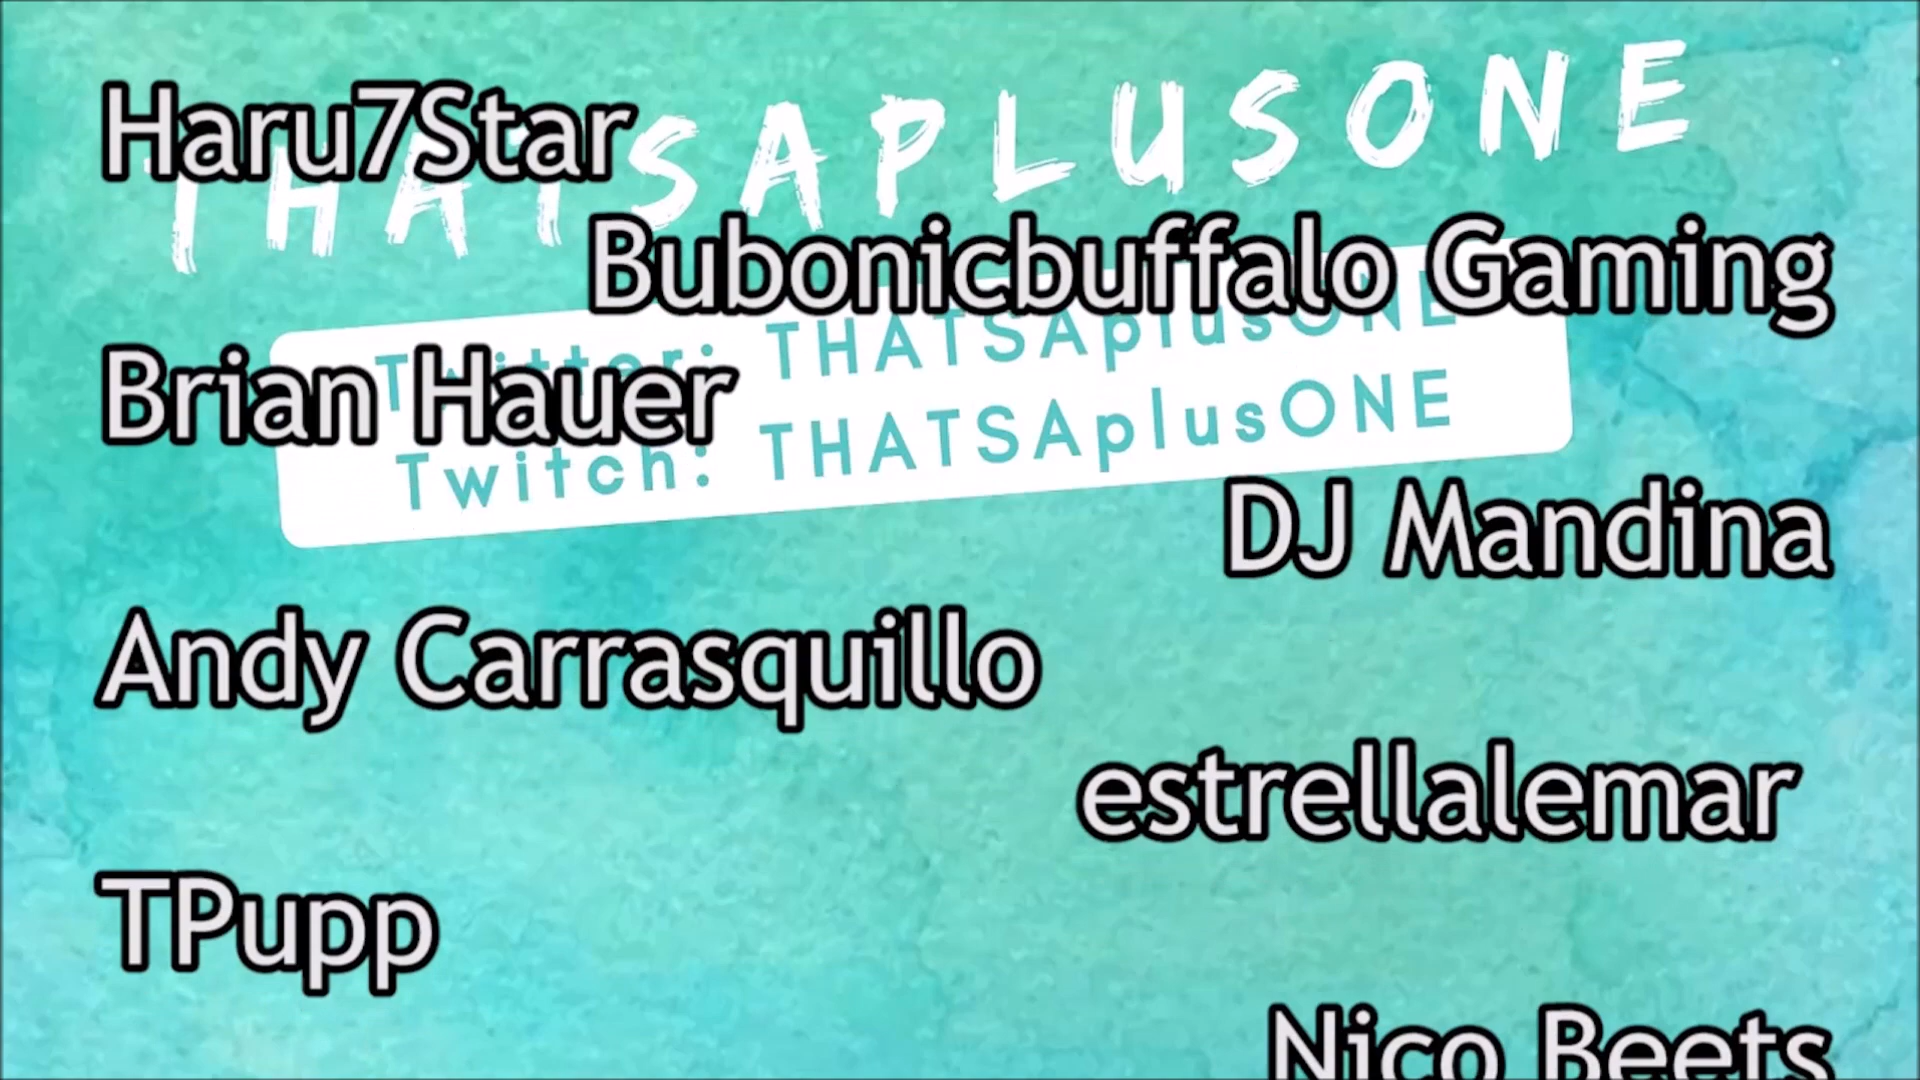 Haru7Star
THATSAPLUSONE
Bubonicbuffalo Gaming
Twitter: THATSAplusONE
Brian Hauer
Twitch: THATSAplusONE
DJ Mandina
Andy Carrasquillo
estrellalemar
TPupp
Nico Beets